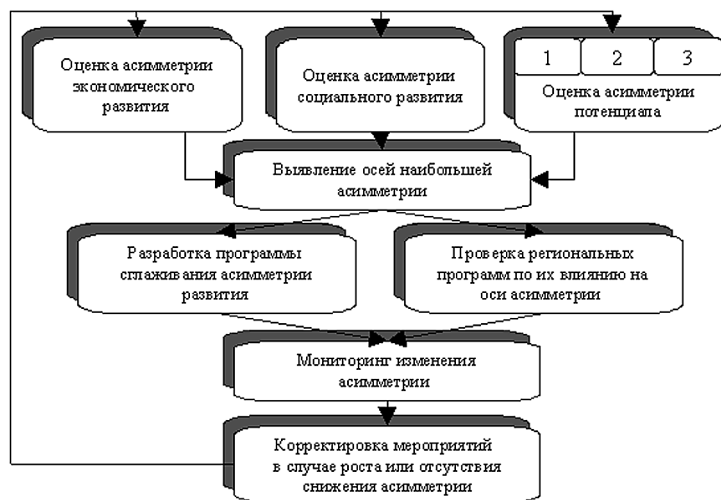 Оценка асимметрии
экономического
развития
Оценка асимметрии
социального развития
1 2 3
Оценка асимметрии
потенциала
Выявление осей наибольшей
асимметрии
Разработка программы
сглаживания асимметрии
развития
Проверка региональных
программ по их влиянию на
оси асимметрии
Мониторинг изменения
асимметрии
Корректировка мероприятий
в случае роста или отсутствия
снижения асимметрии